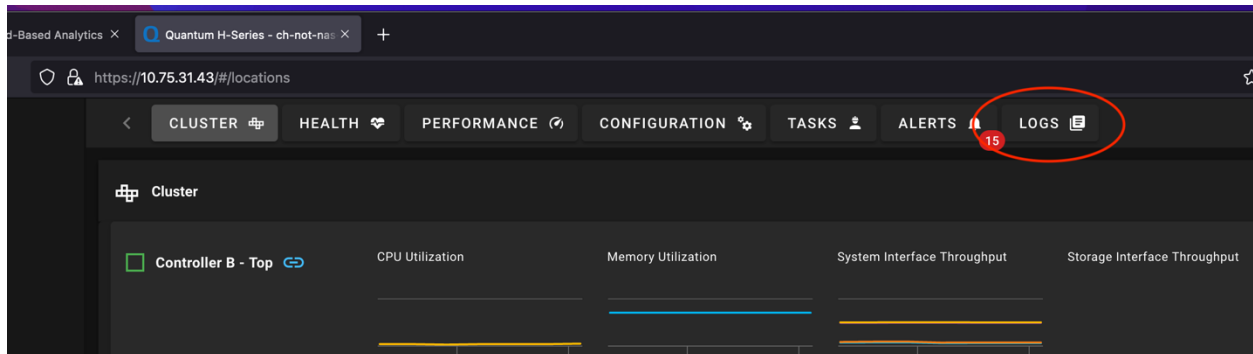 d-Based Analytics
Quantum H-Series - ch-not-nas
https://10.75.31.43/#/locations
CLUSTER HEALTH PERFORMANCE CONFIGURATION TASKS ALERTS 15 LOGS
Cluster
Controller B - Top CPU Utilization Memory Utilization System Interface Throughput Storage Interface Throughput